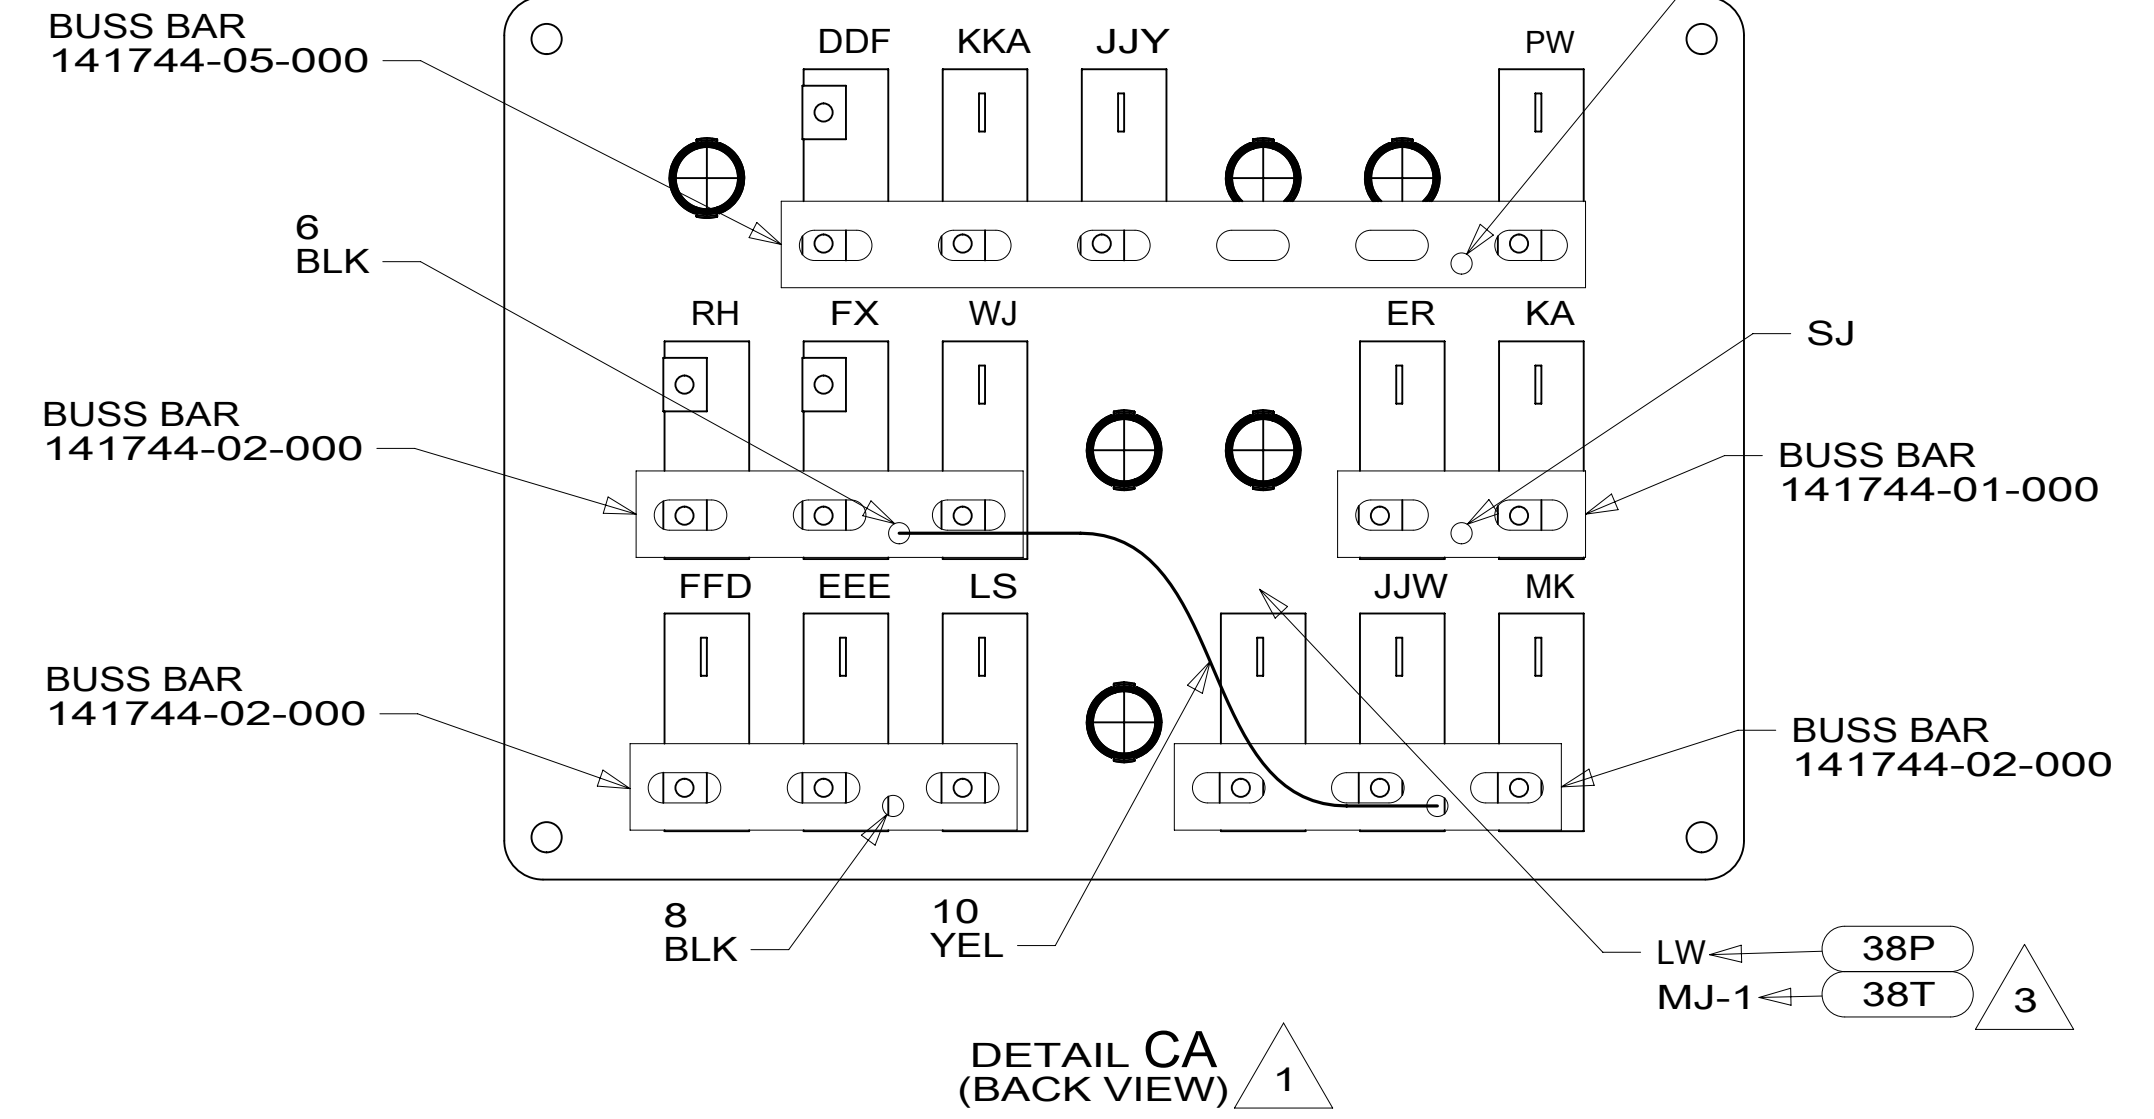 BUSS BAR
141744-05-000
DDF KKA JJY PW
6
BLK
RH FX WJ ER KA
SJ
BUSS BAR
141744-02-000
BUSS BAR
141744-01-000
FFD EEE LS JJW MK
BUSS BAR
141744-02-000
BUSS BAR
141744-02-000
8
BLK
10
YEL
LW 38P
MJ-1 38T
3
DETAIL CA
(BACK VIEW)
1